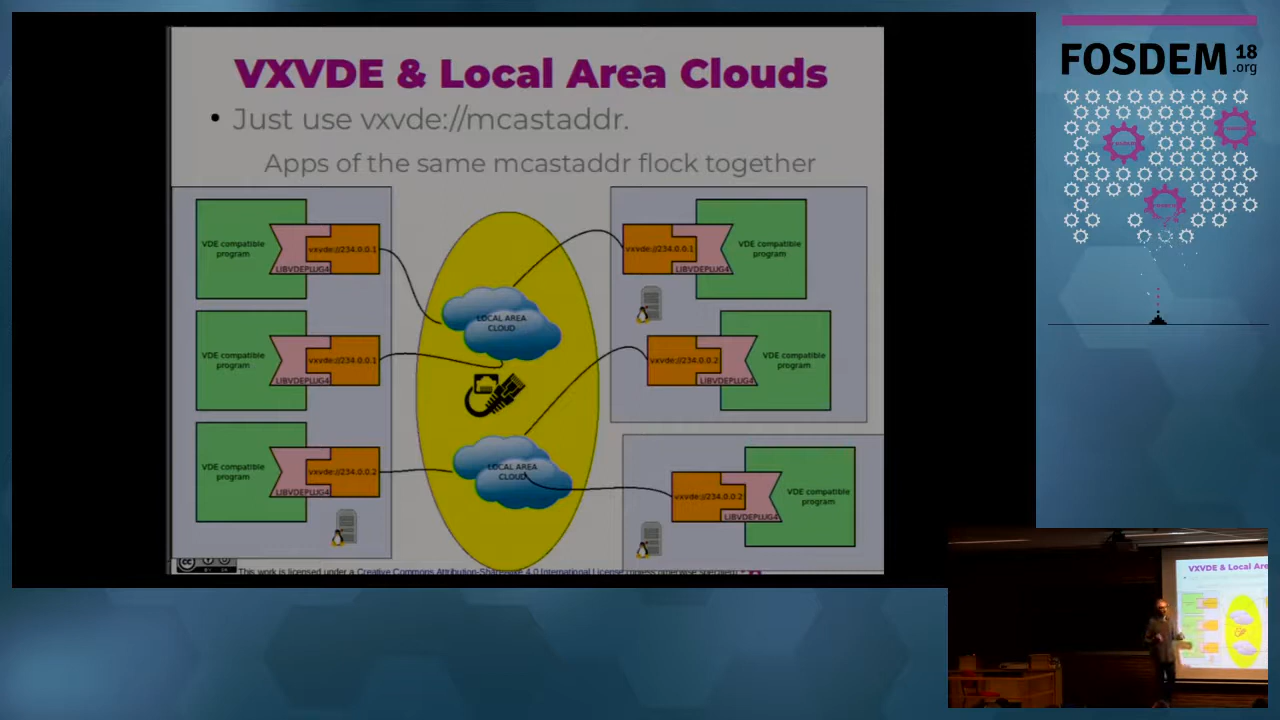 VXVDE & Local Area Clouds
• Just use vxvde://mcastaddr.
Apps of the same mcastaddr flock together
VDE compatible
program
LIBVDEPLUG4
vxvde://234.0.0.1
VDE compatible
program
LIBVDEPLUG4
vxvde://234.0.0.1
VDE compatible
program
LIBVDEPLUG4
vxvde://234.0.0.2
LOCAL AREA
CLOUD
LOCAL AREA
CLOUD
vxvde://234.0.0.1
LIBVDEPLUG4
VDE compatible
program
vxvde://234.0.0.2
LIBVDEPLUG4
VDE compatible
program
vxvde://234.0.0.2
LIBVDEPLUG4
VDE compatible
program
This work is licensed under a Creative Commons Attribution-ShareAlike 4.0 International License
FOSDEM 18
.org
VXVDE & Local Are